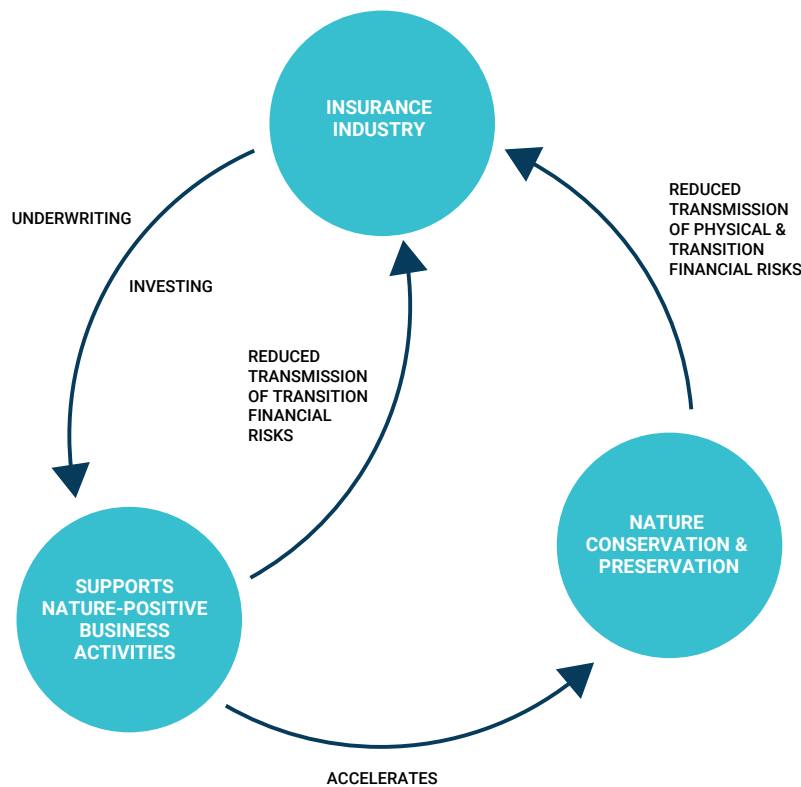 INSURANCE
INDUSTRY
REDUCED
TRANSMISSION
OF PHYSICAL &
TRANSITION
FINANCIAL RISKS
UNDERWRITING
INVESTING
REDUCED
TRANSMISSION
OF TRANSITION
FINANCIAL
RISKS
NATURE
CONSERVATION &
PRESERVATION
SUPPORTS
NATURE-POSITIVE
BUSINESS
ACTIVITIES
ACCELERATES